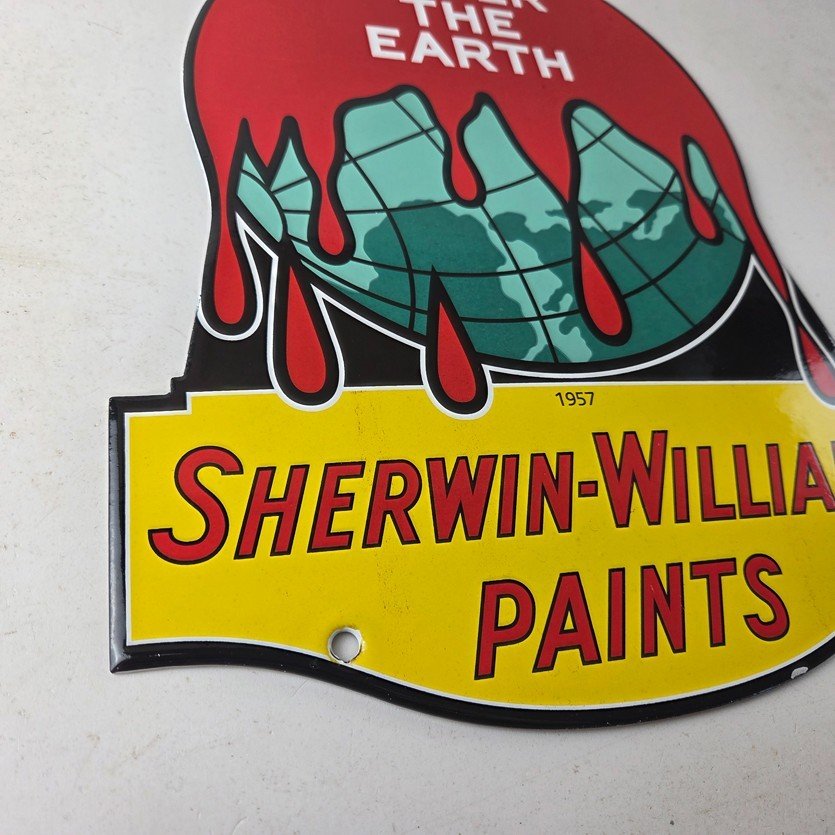 THE
EARTH
1957
SHERWIN-WILLIA
PAINTS